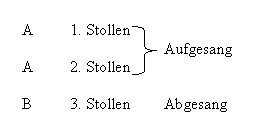 A 1. Stollen
Aufgesang
A 2. Stollen
B 3. Stollen Abgesang